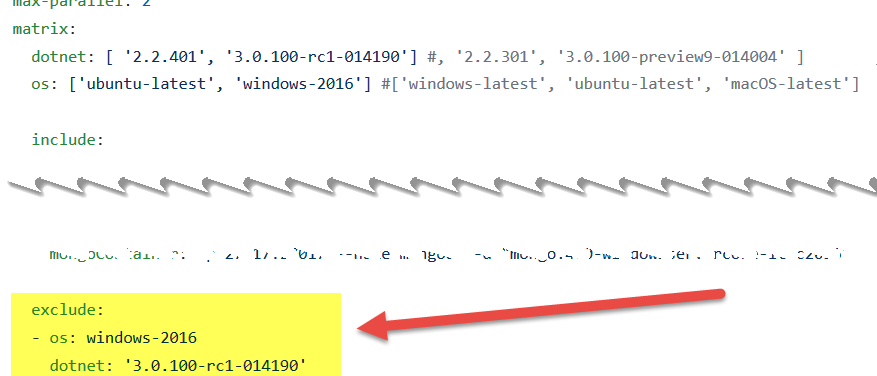 max-parallel: 2
matrix:
dotnet: [ '2.2.401', '3.0.100-rc1-014190'] #, '2.2.301', '3.0.100-preview9-014004' ]
os: ['ubuntu-latest', 'windows-2016'] #['windows-latest', 'ubuntu-latest', 'macOS-latest']
include:
exclude:
- os: windows-2016
dotnet: '3.0.100-rc1-014190'